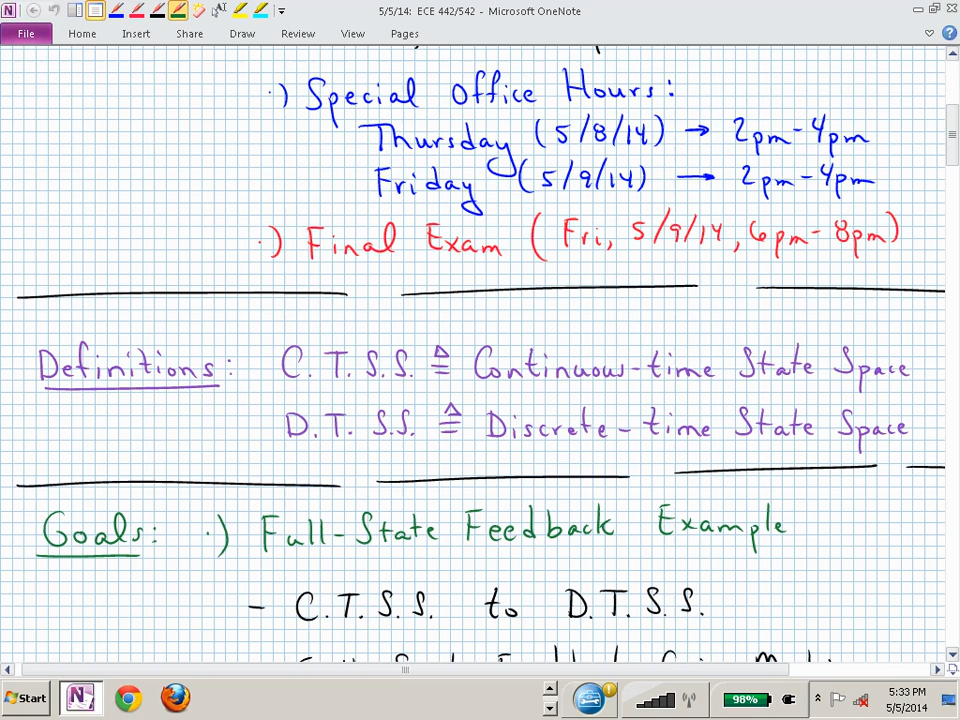 5/5/14: ECE 442/542 - Microsoft OneNote
File Home Insert Share Draw Review View Pages
·) Special Office Hours:
Thursday (5/8/14) → 2pm-4pm
Friday (5/9/14) → 2pm-4pm
·) Final Exam (Fri, 5/9/14, 6pm-8pm)
Definitions: C.T.S.S. ≜ Continuous-time State Space
D.T.S.S. ≜ Discrete-time State Space
Goals: ·) Full-State Feedback Example
- C.T.S.S. to D.T.S.S.
Start
98%
5:33 PM
5/5/2014